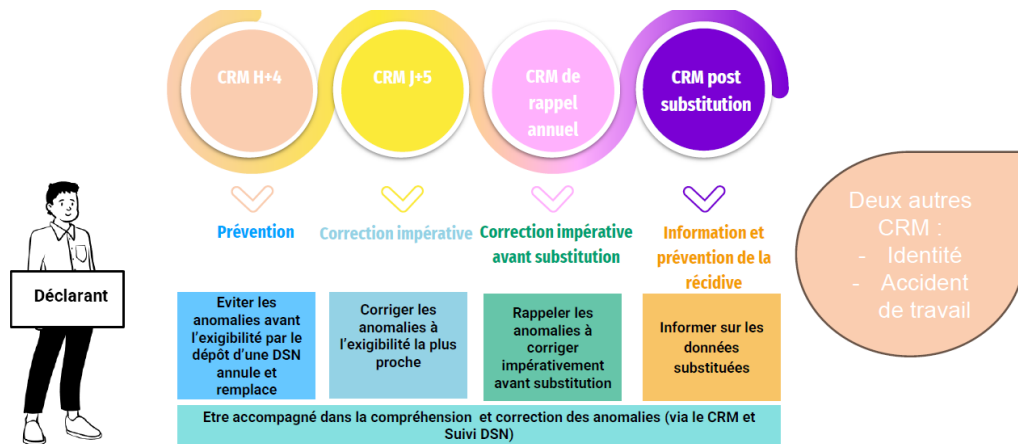 CRM H+4
CRM J+5
CRM de
rappel
annuel
CRM post
substitution
Prévention
Correction impérative
Correction impérative
avant substitution
Information et
prévention de la
récidive
Déclarant
Eviter les
anomalies avant
l'exigibilité par le
dépôt d'une DSN
annule et
remplace
Corriger les
anomalies à
l'exigibilité la plus
proche
Rappeler les
anomalies à
corriger
impérativement
avant substitution
Informer sur les
données
substituées
Etre accompagné dans la compréhension et correction des anomalies (via le CRM et
Suivi DSN)
Deux autres
CRM :
- Identité
- Accident
de travail